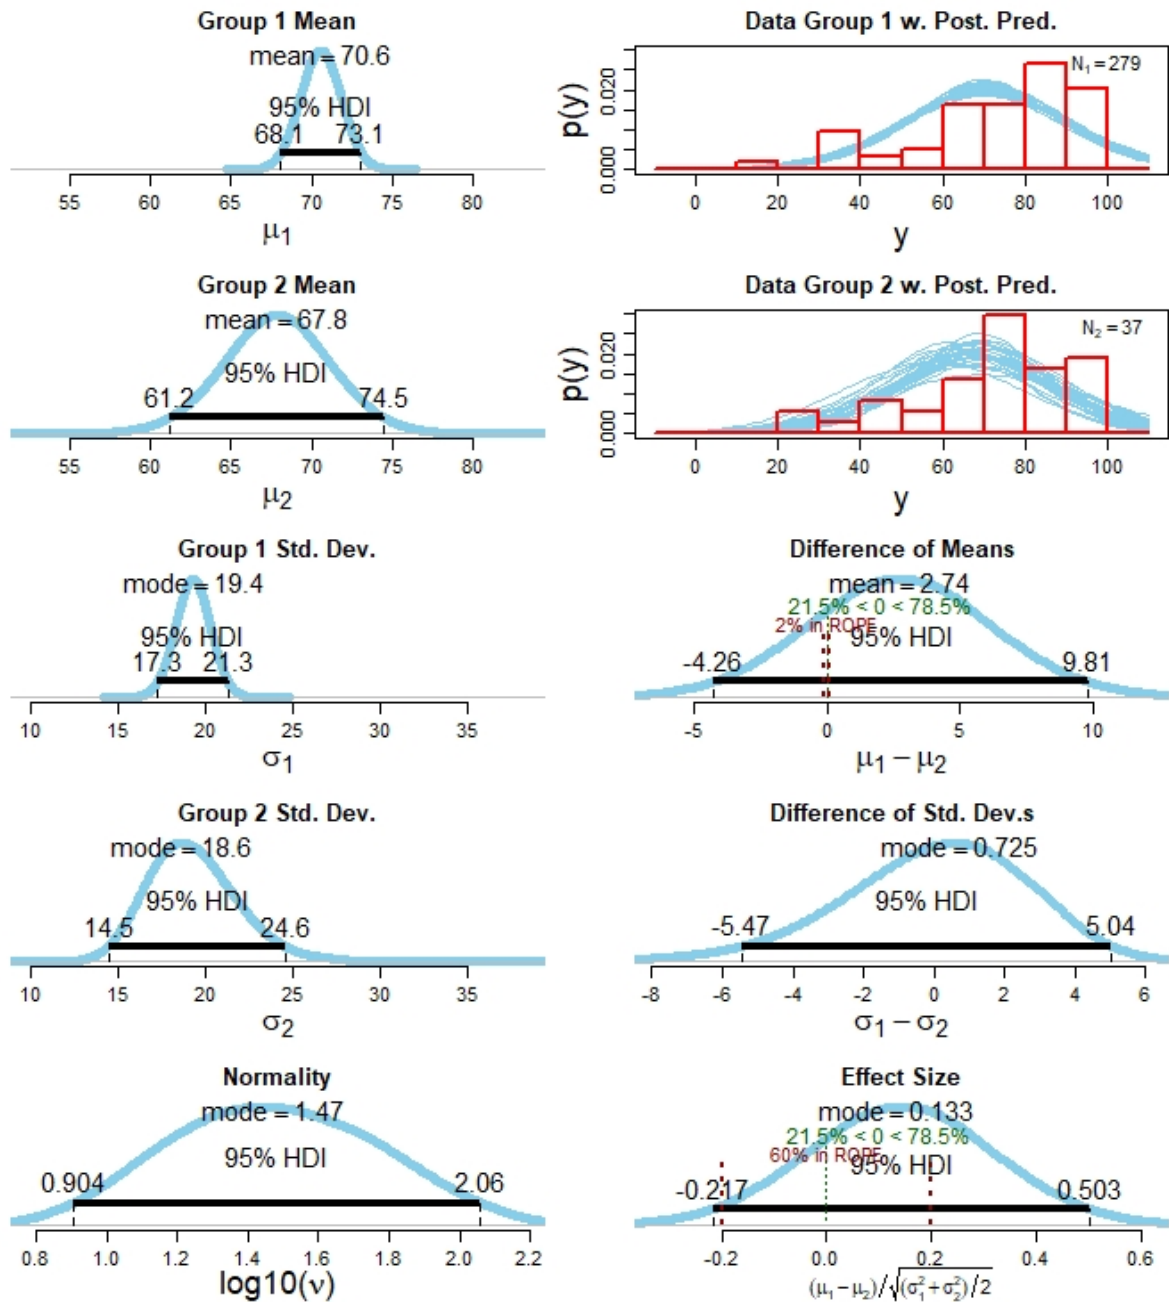 Group 1 Mean
mean = 70.6
95% HDI
68.1 73.1
55 60 65 70 75 80
μ1
Data Group 1 w. Post. Pred.
N1 = 279
p(y)
0.000 0.020
0 20 40 60 80 100
y
Group 2 Mean
mean = 67.8
95% HDI
61.2 74.5
55 60 65 70 75 80
μ2
Data Group 2 w. Post. Pred.
N2 = 37
p(y)
0.000 0.020
0 20 40 60 80 100
y
Group 1 Std. Dev.
mode = 19.4
95% HDI
17.3 21.3
10 15 20 25 30 35
σ1
Difference of Means
mean = 2.74
21.5% < 0 < 78.5%
2% in ROPE
95% HDI
-4.26 9.81
-5 0 5 10
μ1 − μ2
Group 2 Std. Dev.
mode = 18.6
95% HDI
14.5 24.6
10 15 20 25 30 35
σ2
Difference of Std. Dev.s
mode = 0.725
95% HDI
-5.47 5.04
-8 -6 -4 -2 0 2 4 6
σ1 − σ2
Normality
mode = 1.47
95% HDI
0.904 2.06
0.8 1.0 1.2 1.4 1.6 1.8 2.0 2.2
log10(ν)
Effect Size
mode = 0.133
21.5% < 0 < 78.5%
60% in ROPE
95% HDI
-0.217 0.503
-0.2 0.0 0.2 0.4 0.6
(μ1 − μ2)/√(σ1²+σ2²)/2